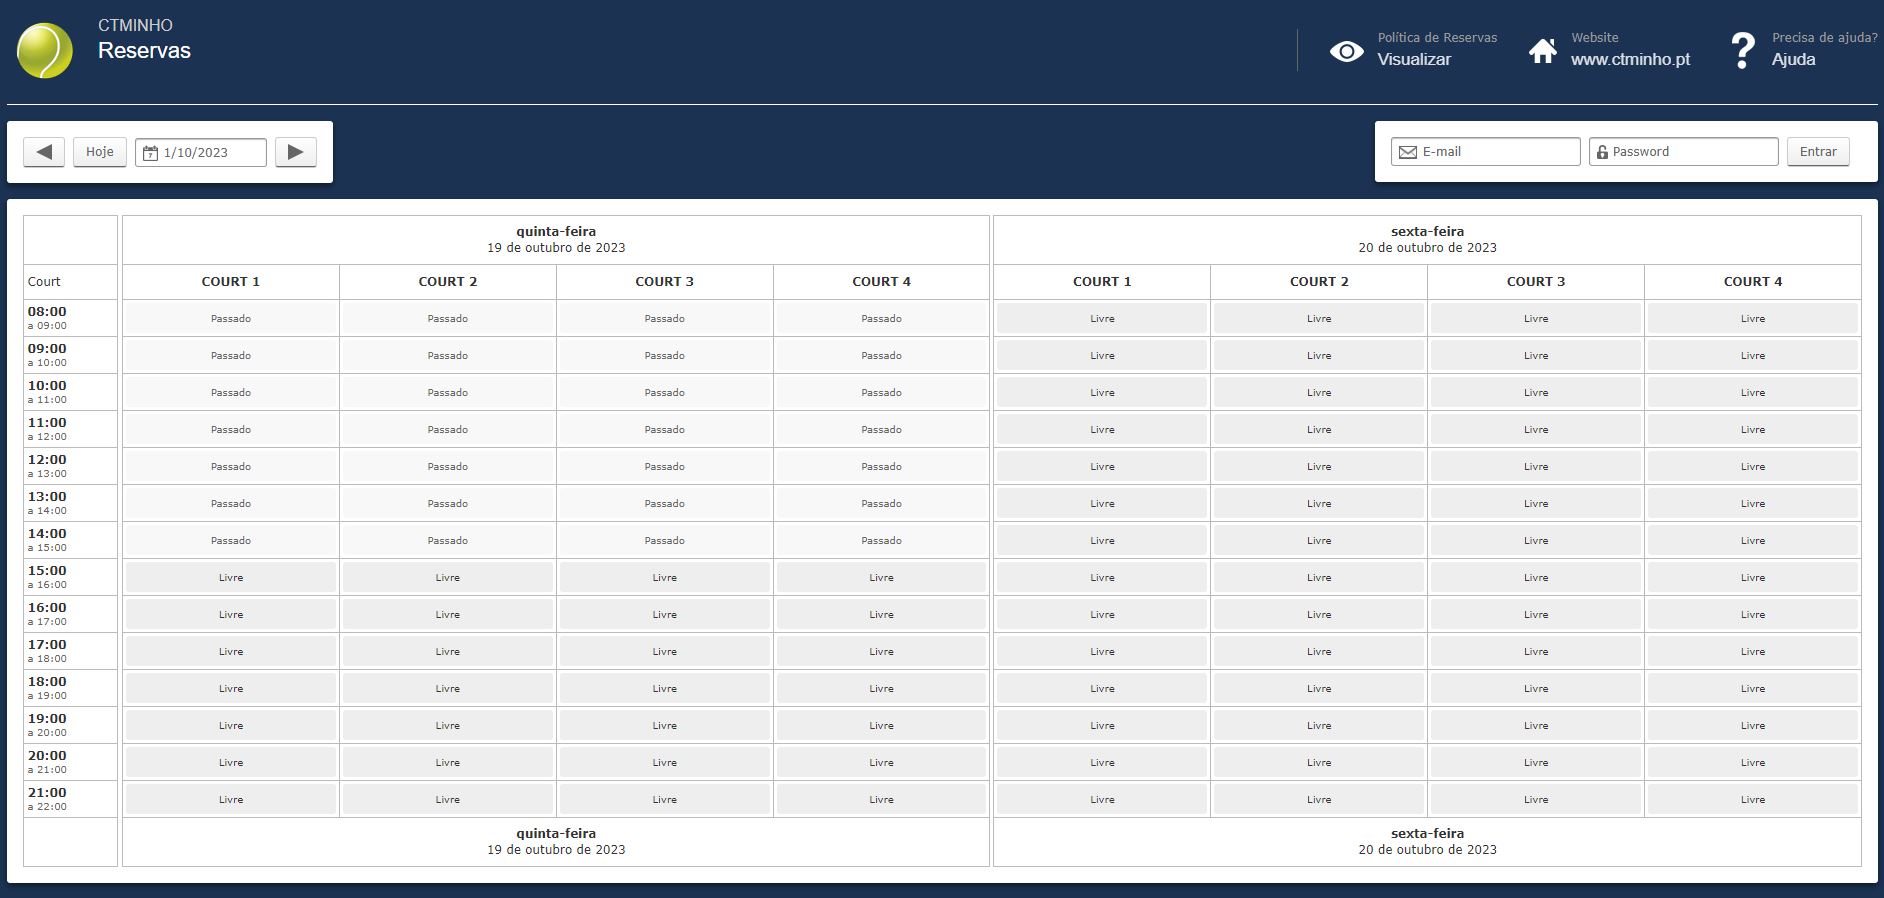 CTMINHO
Reservas
Política de Reservas
Visualizar
Website
www.ctminho.pt
Precisa de ajuda?
Ajuda
Hoje 7 1/10/2023
E-mail Password Entrar
quinta-feira sexta-feira
19 de outubro de 2023 20 de outubro de 2023
Court COURT 1 COURT 2 COURT 3 COURT 4 COURT 1 COURT 2 COURT 3 COURT 4
08:00
a 09:00 Passado Passado Passado Passado Livre Livre Livre Livre
09:00
a 10:00 Passado Passado Passado Passado Livre Livre Livre Livre
10:00
a 11:00 Passado Passado Passado Passado Livre Livre Livre Livre
11:00
a 12:00 Passado Passado Passado Passado Livre Livre Livre Livre
12:00
a 13:00 Passado Passado Passado Passado Livre Livre Livre Livre
13:00
a 14:00 Passado Passado Passado Passado Livre Livre Livre Livre
14:00
a 15:00 Passado Passado Passado Passado Livre Livre Livre Livre
15:00
a 16:00 Livre Livre Livre Livre Livre Livre Livre Livre
16:00
a 17:00 Livre Livre Livre Livre Livre Livre Livre Livre
17:00
a 18:00 Livre Livre Livre Livre Livre Livre Livre Livre
18:00
a 19:00 Livre Livre Livre Livre Livre Livre Livre Livre
19:00
a 20:00 Livre Livre Livre Livre Livre Livre Livre Livre
20:00
a 21:00 Livre Livre Livre Livre Livre Livre Livre Livre
21:00
a 22:00 Livre Livre Livre Livre Livre Livre Livre Livre
quinta-feira sexta-feira
19 de outubro de 2023 20 de outubro de 2023